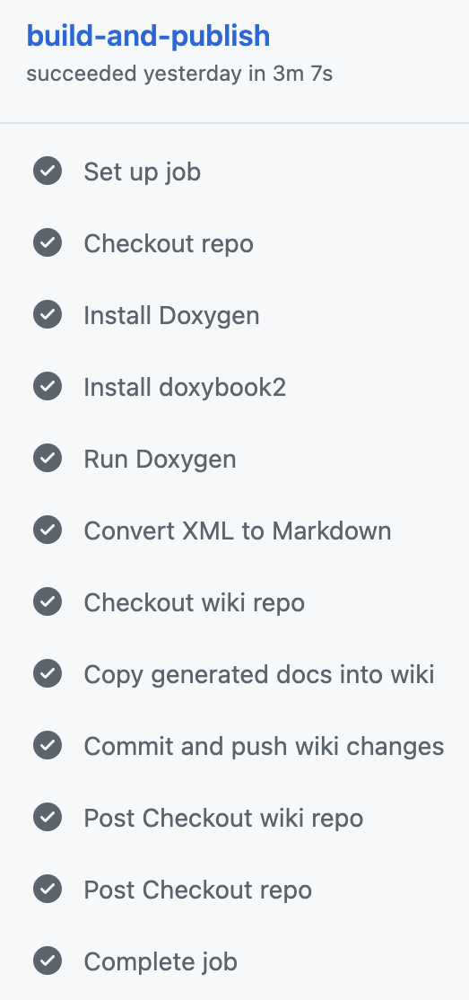 build-and-publish
succeeded yesterday in 3m 7s
Set up job
Checkout repo
Install Doxygen
Install doxybook2
Run Doxygen
Convert XML to Markdown
Checkout wiki repo
Copy generated docs into wiki
Commit and push wiki changes
Post Checkout wiki repo
Post Checkout repo
Complete job